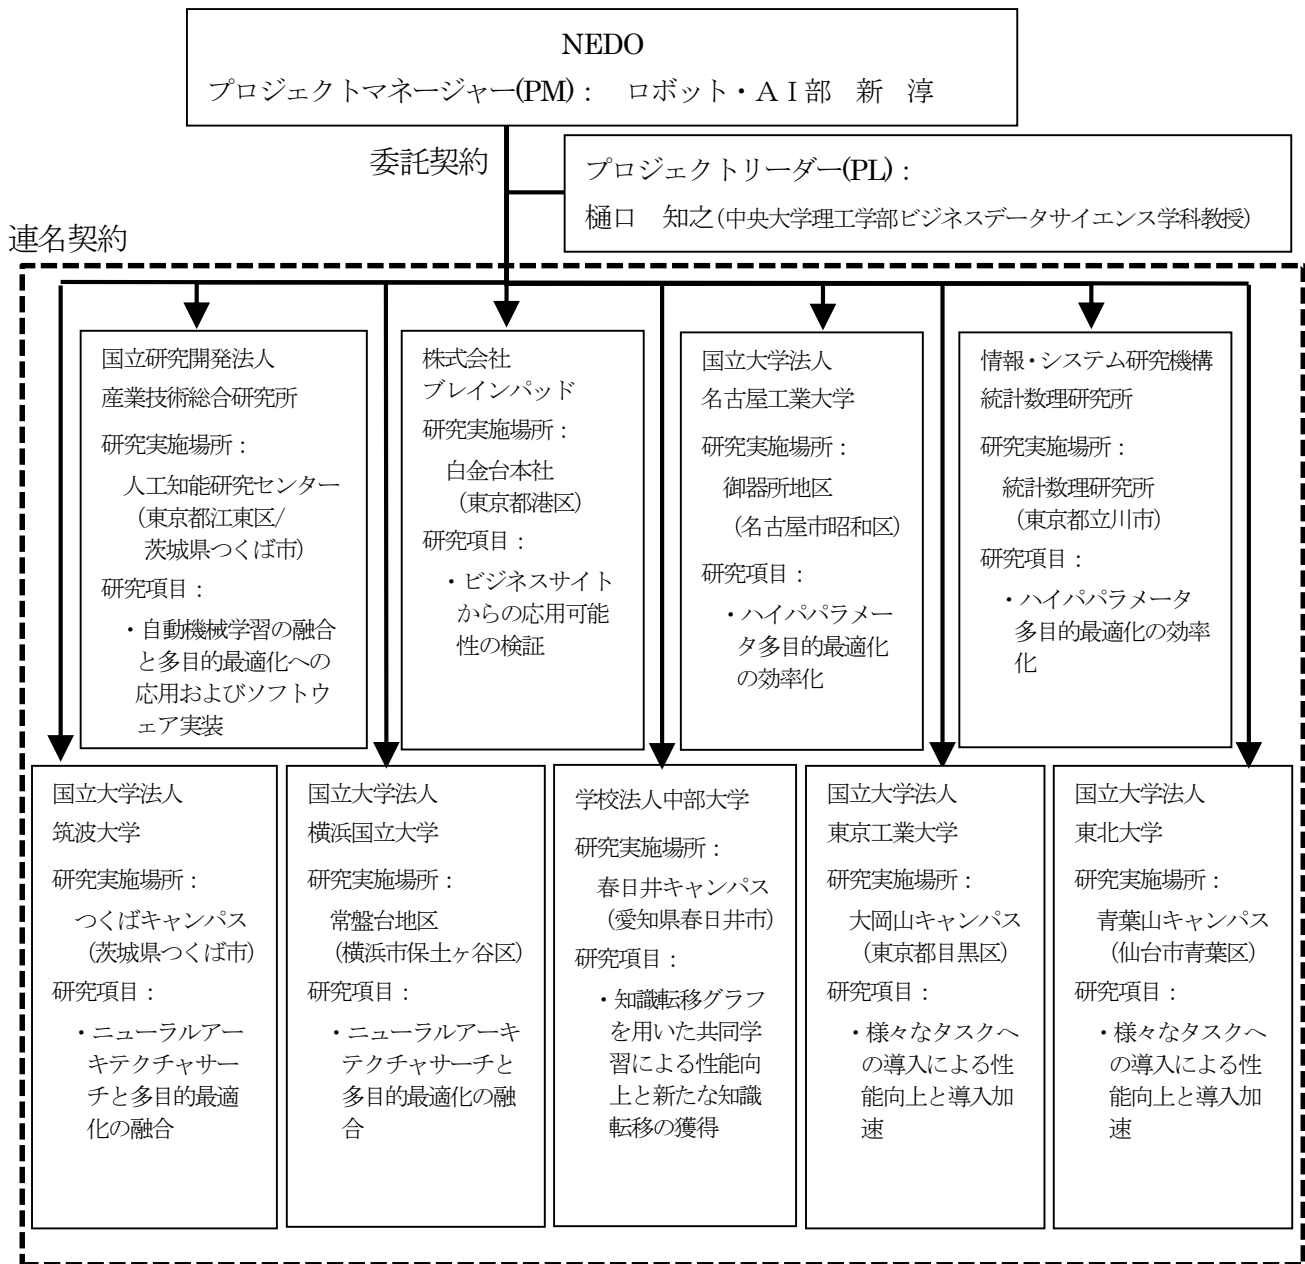 NEDO
プロジェクトマネージャー(PM)： ロボット・ＡＩ部 新 淳
委託契約
プロジェクトリーダー(PL)：
樋口 知之(中央大学理工学部ビジネスデータサイエンス学科教授)
連名契約
国立研究開発法人
産業技術総合研究所
研究実施場所：
人工知能研究センター
(東京都江東区/
茨城県つくば市)
研究項目：
・自動機械学習の融合
と多目的最適化への
応用およびソフトウ
ェア実装
株式会社
ブレインパッド
研究実施場所：
白金台本社
(東京都港区)
研究項目：
・ビジネスサイト
からの応用可能
性の検証
国立大学法人
名古屋工業大学
研究実施場所：
御器所地区
(名古屋市昭和区)
研究項目：
・ハイパパラメー
タ多目的最適化
の効率化
情報・システム研究機構
統計数理研究所
研究実施場所：
統計数理研究所
(東京都立川市)
研究項目：
・ハイパパラメータ
多目的最適化の効率
化
国立大学法人
筑波大学
研究実施場所：
つくばキャンパス
(茨城県つくば市)
研究項目：
・ニューラルアー
キテクチャサー
チと多目的最適
化の融合
国立大学法人
横浜国立大学
研究実施場所：
常盤台地区
(横浜市保土ヶ谷区)
研究項目：
・ニューラルアーキ
テクチャサーチと
多目的最適化の融
合
学校法人中部大学
研究実施場所：
春日井キャンパス
(愛知県春日井市)
研究項目：
・知識転移グラフ
を用いた共同学
習による性能向
上と新たな知識
転移の獲得
国立大学法人
東京工業大学
研究実施場所：
大岡山キャンパス
(東京都目黒区)
研究項目：
・様々なタスクへ
の導入による性
能向上と導入加
速
国立大学法人
東北大学
研究実施場所：
青葉山キャンパス
(仙台市青葉区)
研究項目：
・様々なタスクへ
の導入による性
能向上と導入加
速